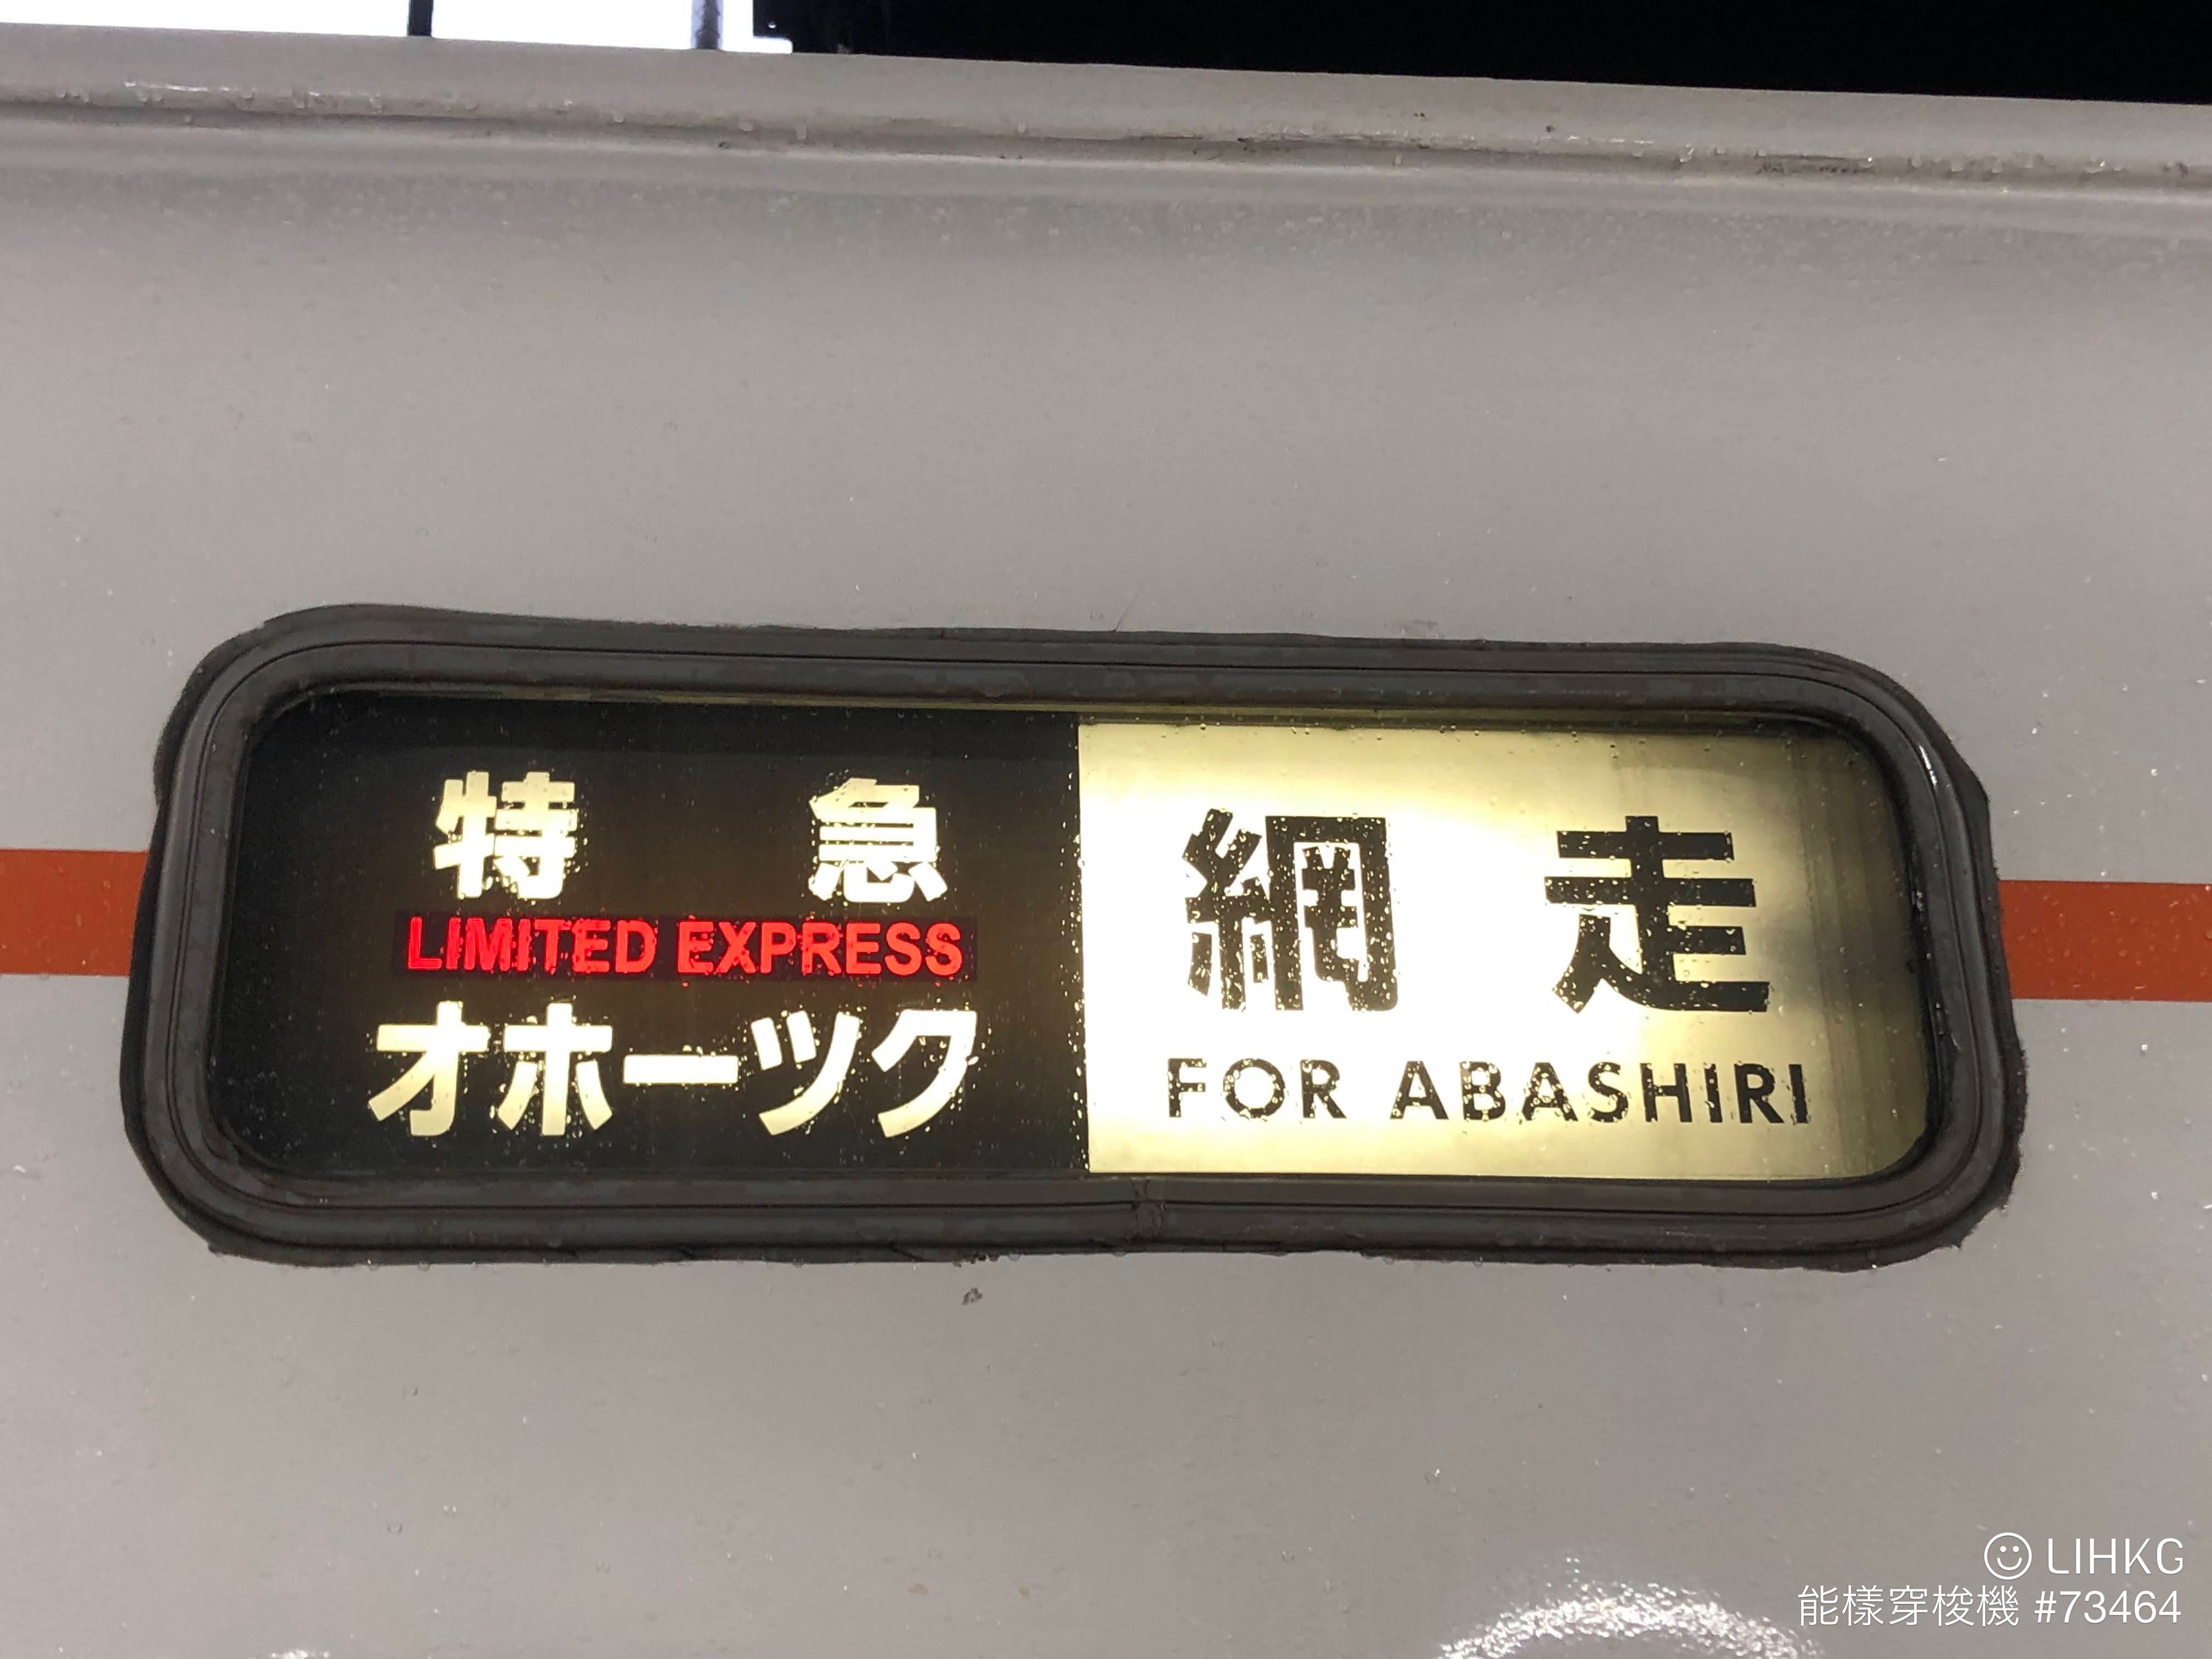 特急
LIMITED EXPRESS
オホーツク
網走
FOR ABASHIRI
LIHKG
能樣穿梭機 #73464